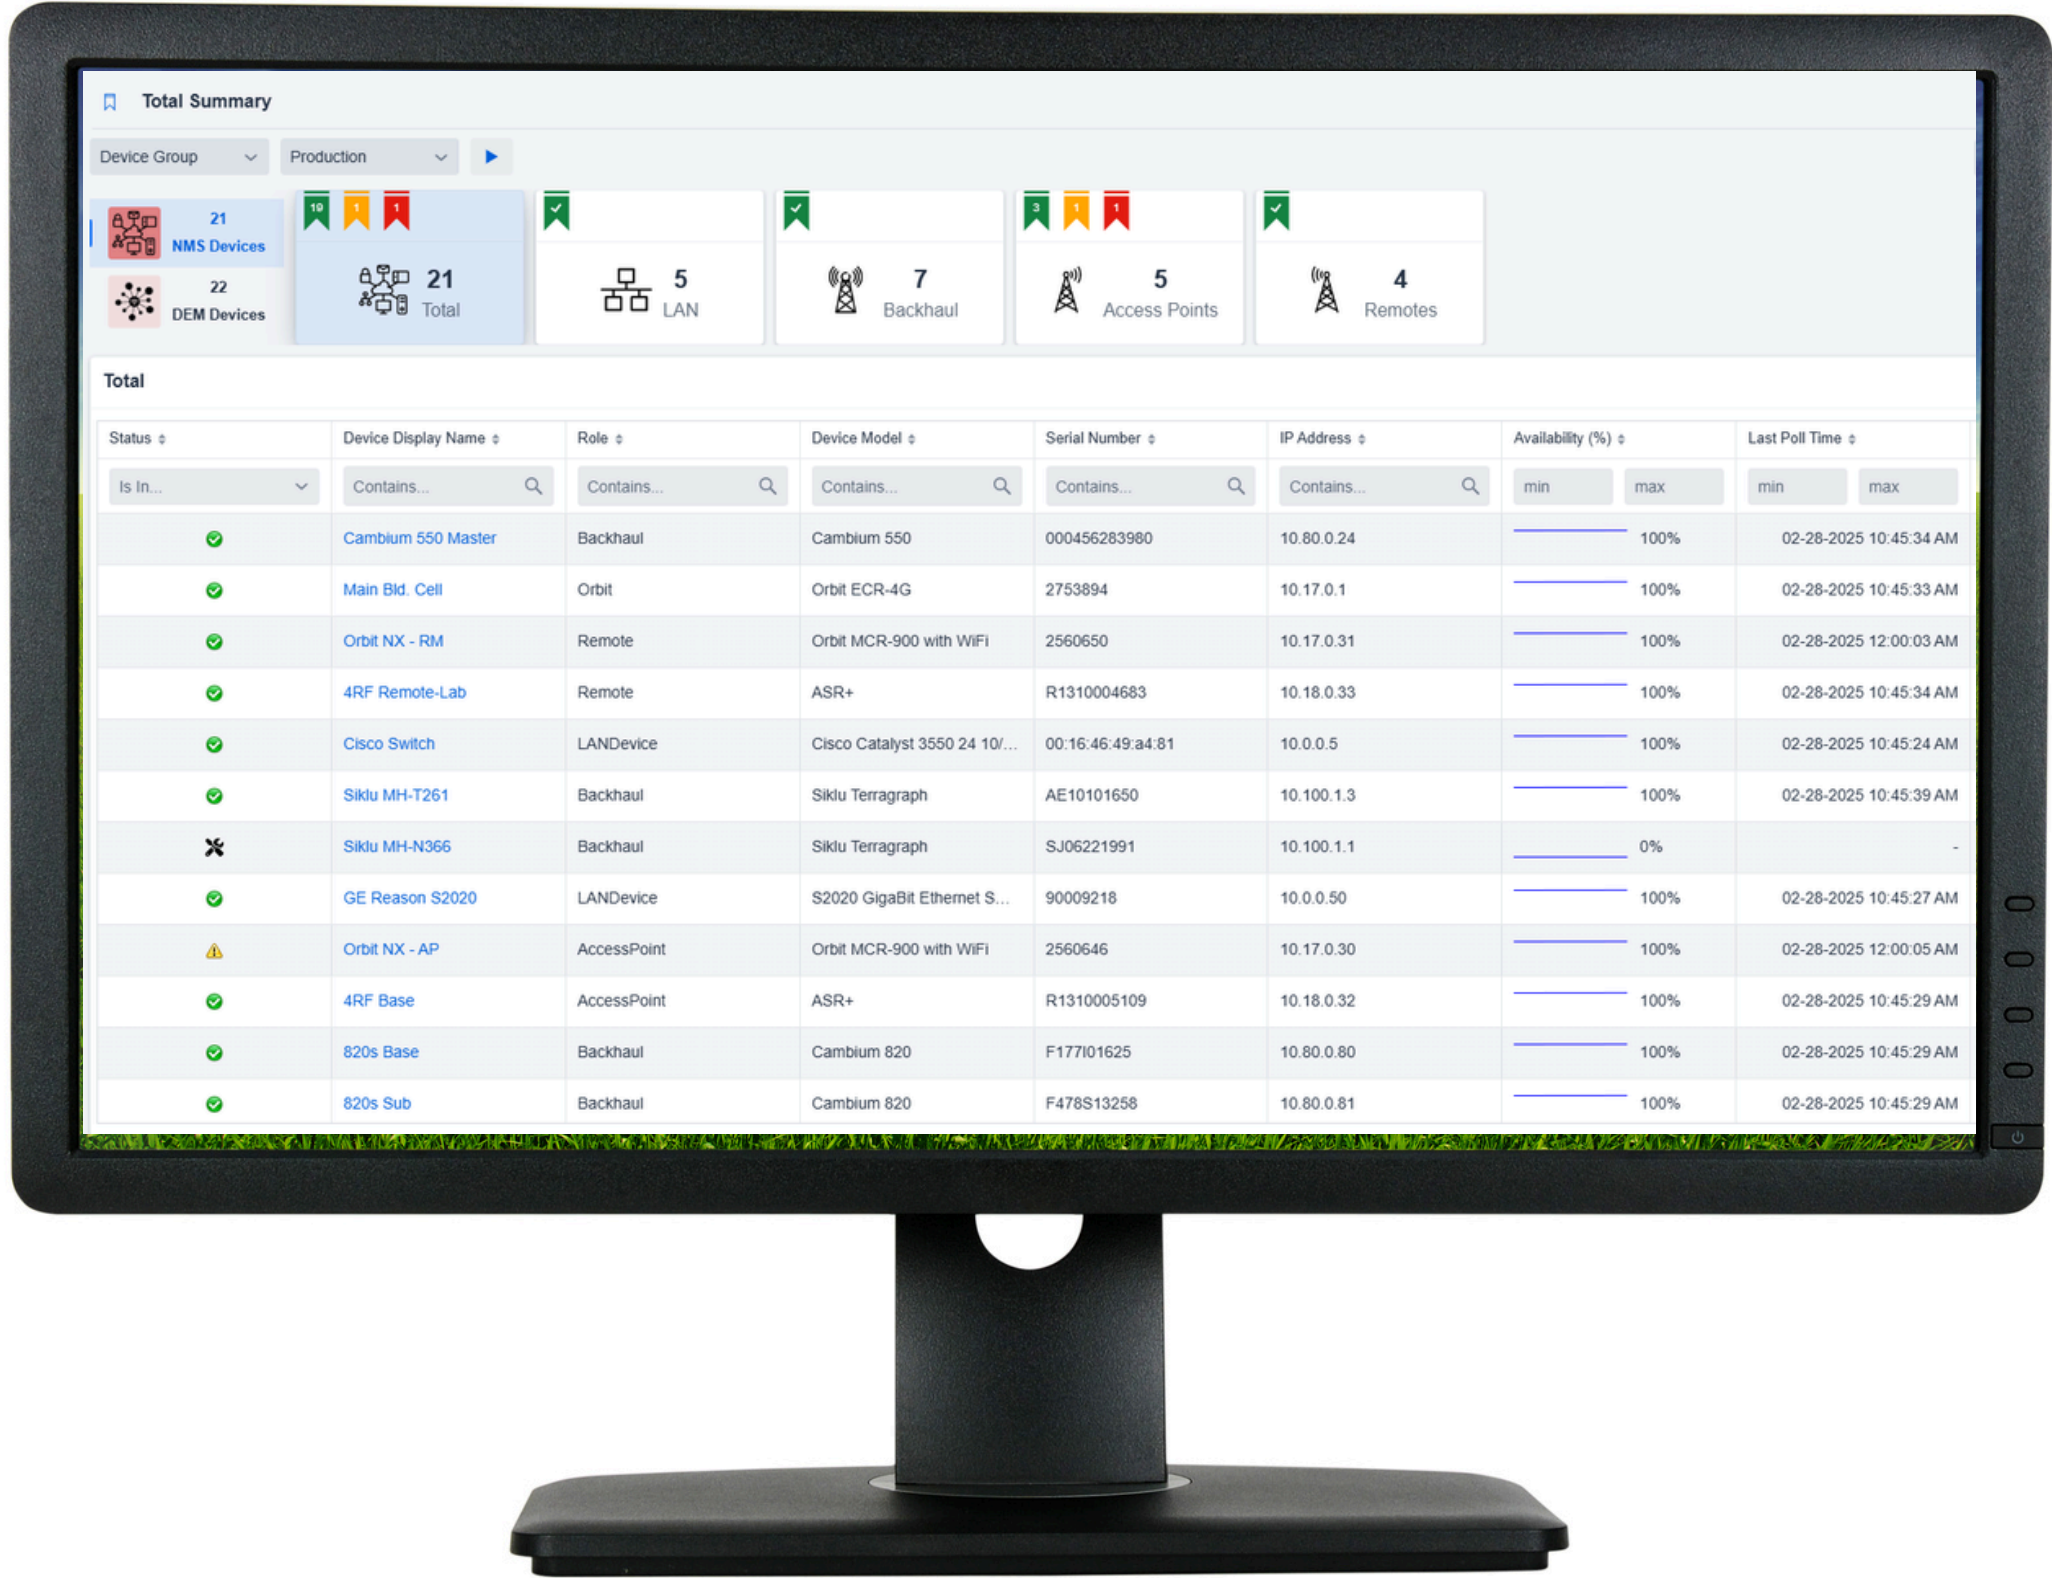 Total Summary
Device Group Production
21
NMS Devices
22
DEM Devices
19 1 1
21
Total
5
LAN
7
Backhaul
3 1 1
5
Access Points
4
Remotes
Total
Status Device Display Name Role Device Model Serial Number IP Address Availability (%) Last Poll Time
Is In... Contains... Contains... Contains... Contains... Contains... min max min max
Cambium 550 Master Backhaul Cambium 550 000456283980 10.80.0.24 100% 02-28-2025 10:45:34 AM
Main Bld. Cell Orbit Orbit ECR-4G 2753894 10.17.0.1 100% 02-28-2025 10:45:33 AM
Orbit NX - RM Remote Orbit MCR-900 with WiFi 2560650 10.17.0.31 100% 02-28-2025 12:00:03 AM
4RF Remote-Lab Remote ASR+ R1310004683 10.18.0.33 100% 02-28-2025 10:45:34 AM
Cisco Switch LANDevice Cisco Catalyst 3550 24 10/... 00:16:46:49:a4:81 10.0.0.5 100% 02-28-2025 10:45:24 AM
Siklu MH-T261 Backhaul Siklu Terragraph AE10101650 10.100.1.3 100% 02-28-2025 10:45:39 AM
Siklu MH-N366 Backhaul Siklu Terragraph SJ06221991 10.100.1.1 0% -
GE Reason S2020 LANDevice S2020 GigaBit Ethernet S... 90009218 10.0.0.50 100% 02-28-2025 10:45:27 AM
Orbit NX - AP AccessPoint Orbit MCR-900 with WiFi 2560646 10.17.0.30 100% 02-28-2025 12:00:05 AM
4RF Base AccessPoint ASR+ R1310005109 10.18.0.32 100% 02-28-2025 10:45:29 AM
820s Base Backhaul Cambium 820 F177I01625 10.80.0.80 100% 02-28-2025 10:45:29 AM
820s Sub Backhaul Cambium 820 F478S13258 10.80.0.81 100% 02-28-2025 10:45:29 AM